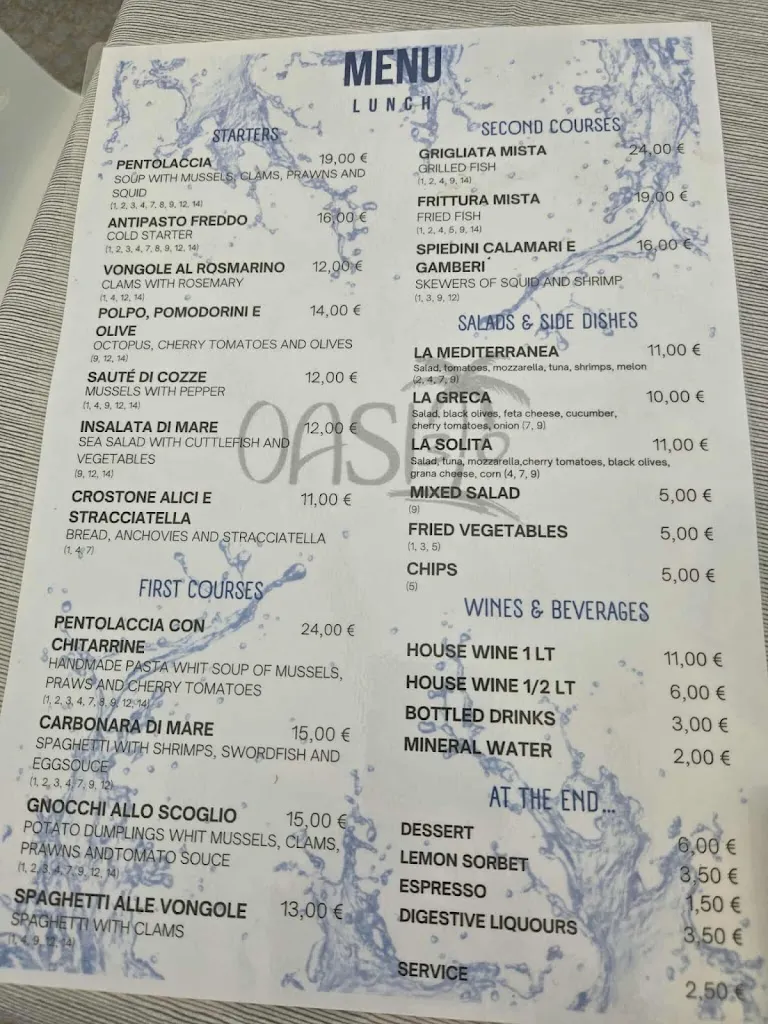 MENU
LUNCH
STARTERS
PENTOLACCIA 19,00 €
SOUP WITH MUSSELS, CLAMS, PRAWNS AND
SQUID
(1, 2, 3, 4, 7, 8, 9, 12, 14)
ANTIPASTO FREDDO 16,00 €
COLD STARTER
(1, 2, 3, 4, 7, 8, 9, 12, 14)
VONGOLE AL ROSMARINO 12,00 €
CLAMS WITH ROSEMARY
(1, 4, 12, 14)
POLPO, POMODORINI E 14,00 €
OLIVE
OCTOPUS, CHERRY TOMATOES AND OLIVES
(9, 12, 14)
SAUTÉ DI COZZE 12,00 €
MUSSELS WITH PEPPER
(1, 4, 9, 12, 14)
INSALATA DI MARE 12,00 €
SEA SALAD WITH CUTTLEFISH AND
VEGETABLES
(9, 12, 14)
CROSTONE ALICI E 11,00 €
STRACCIATELLA
BREAD, ANCHOVIES AND STRACCIATELLA
(1, 4, 7)
FIRST COURSES
PENTOLACCIA CON 24,00 €
CHITARRINE
HANDMADE PASTA WHIT SOUP OF MUSSELS,
PRAWS AND CHERRY TOMATOES
(1, 2, 3, 4, 7, 8, 9, 12, 14)
CARBONARA DI MARE 15,00 €
SPAGHETTI WITH SHRIMPS, SWORDFISH AND
EGGSOUCE
(1, 2, 3, 4, 7, 9, 12)
GNOCCHI ALLO SCOGLIO 15,00 €
POTATO DUMPLINGS WHIT MUSSELS, CLAMS,
PRAWNS ANDTOMATO SOUCE
(1, 2, 3, 4, 7, 9, 12, 14)
SPAGHETTI ALLE VONGOLE 13,00 €
SPAGHETTI WITH CLAMS
(1, 4, 9, 12, 14)
SECOND COURSES
GRIGLIATA MISTA 24,00 €
GRILLED FISH
(1, 2, 4, 9, 14)
FRITTURA MISTA 19,00 €
FRIED FISH
(1, 2, 4, 5, 9, 14)
SPIEDINI CALAMARI E 16,00 €
GAMBERI
SKEWERS OF SQUID AND SHRIMP
(1, 3, 9, 12)
SALADS & SIDE DISHES
LA MEDITERRANEA 11,00 €
Salad, tomatoes, mozzarella, tuna, shrimps, melon
(2, 4, 7, 9)
LA GRECA 10,00 €
Salad, black olives, feta cheese, cucumber,
cherry tomatoes, onion (7, 9)
LA SOLITA 11,00 €
Salad, tuna, mozzarella,cherry tomatoes, black olives,
grana cheese, corn (4, 7, 9)
MIXED SALAD 5,00 €
(9)
FRIED VEGETABLES 5,00 €
(1, 3, 5)
CHIPS 5,00 €
(5)
WINES & BEVERAGES
HOUSE WINE 1 LT 11,00 €
HOUSE WINE 1/2 LT 6,00 €
BOTTLED DRINKS 3,00 €
MINERAL WATER 2,00 €
AT THE END...
DESSERT 6,00 €
LEMON SORBET 3,50 €
ESPRESSO 1,50 €
DIGESTIVE LIQUOURS 3,50 €
SERVICE 2,50 €